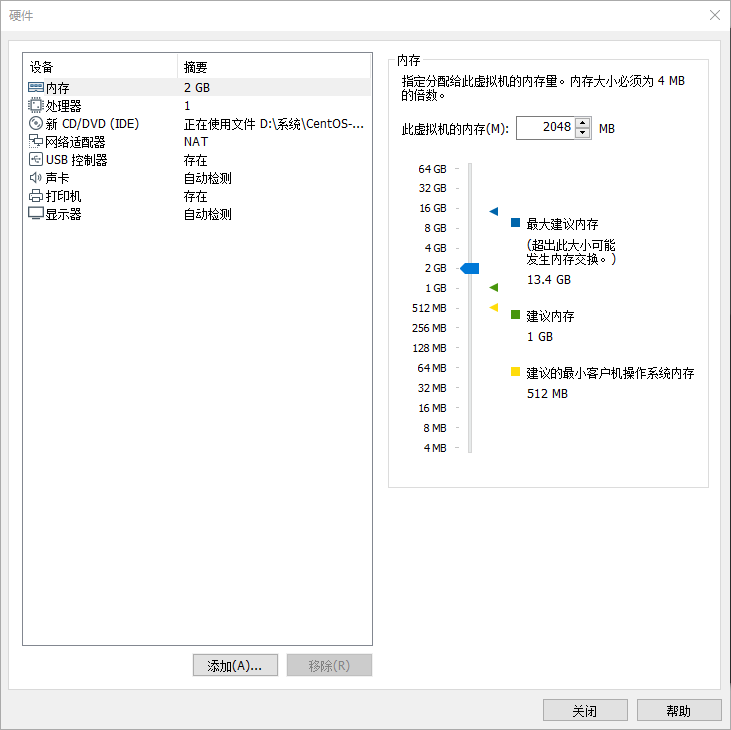 硬件
设备 摘要
内存 2 GB
处理器 1
新 CD/DVD (IDE) 正在使用文件 D:\系统\CentOS-...
网络适配器 NAT
USB 控制器 存在
声卡 自动检测
打印机 存在
显示器 自动检测
添加(A)... 移除(R)
内存
指定分配给此虚拟机的内存量。内存大小必须为 4 MB
的倍数。
此虚拟机的内存(M): 2048 MB
64 GB
32 GB
16 GB
8 GB
4 GB
2 GB
1 GB
512 MB
256 MB
128 MB
64 MB
32 MB
16 MB
8 MB
4 MB
最大建议内存
(超出此大小可能
发生内存交换。)
13.4 GB
建议内存
1 GB
建议的最小客户机操作系统内存
512 MB
关闭 帮助